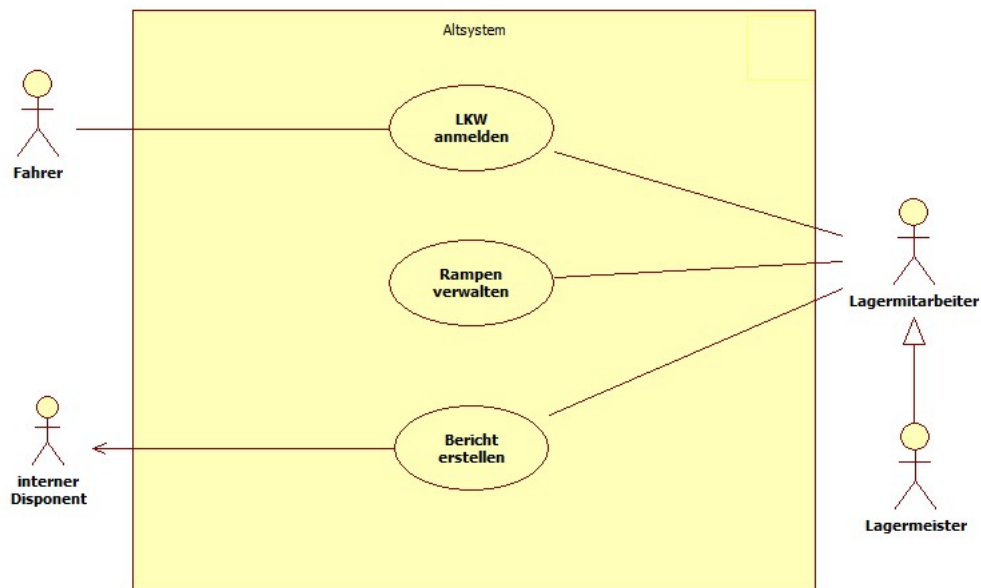 Altsystem
LKW
anmelden
Fahrer
Rampen
verwalten
Lagermitarbeiter
Bericht
erstellen
interner
Disponent
Lagermeister